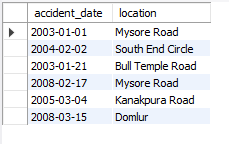 accident_date location
2003-01-01 Mysore Road
2004-02-02 South End Circle
2003-01-21 Bull Temple Road
2008-02-17 Mysore Road
2005-03-04 Kanakpura Road
2008-03-15 Domlur